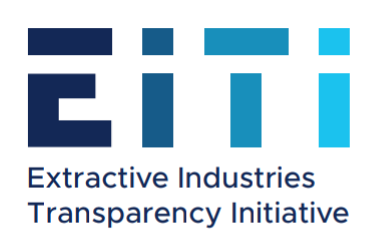 EITI
Extractive Industries
Transparency Initiative